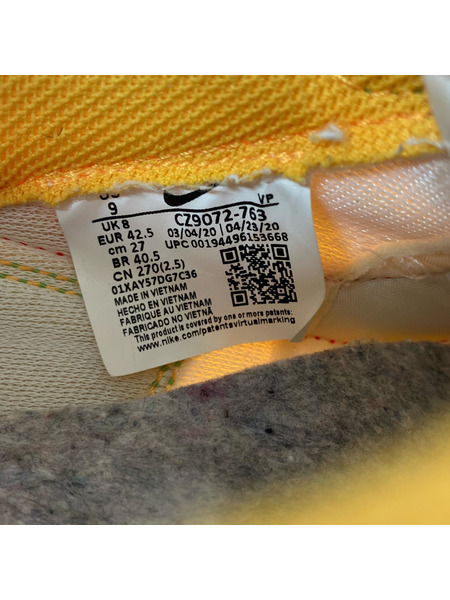 9
VP
UK 8
CZ9072-763
EUR 42.5
03/04/20 04/23/20
cm 27
UPC 00194496153668
BR 40.5
CN 270(2.5)
01XAY57DG7C36
MADE IN VIETNAM
HECHO EN VIETNAM
FABRIQUE AU VIETNAM
FABRICADO NO VIETNÃ
This product is covered by one or more patents:
www.nike.com/patentsvirtualmarking